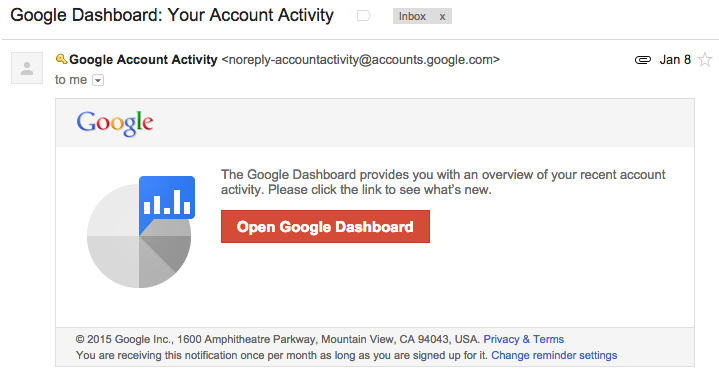 Google Dashboard: Your Account Activity Inbox x
Google Account Activity <noreply-accountactivity@accounts.google.com> Jan 8
to me
Google
The Google Dashboard provides you with an overview of your recent account
activity. Please click the link to see what's new.
Open Google Dashboard
© 2015 Google Inc., 1600 Amphitheatre Parkway, Mountain View, CA 94043, USA. Privacy & Terms
You are receiving this notification once per month as long as you are signed up for it. Change reminder settings